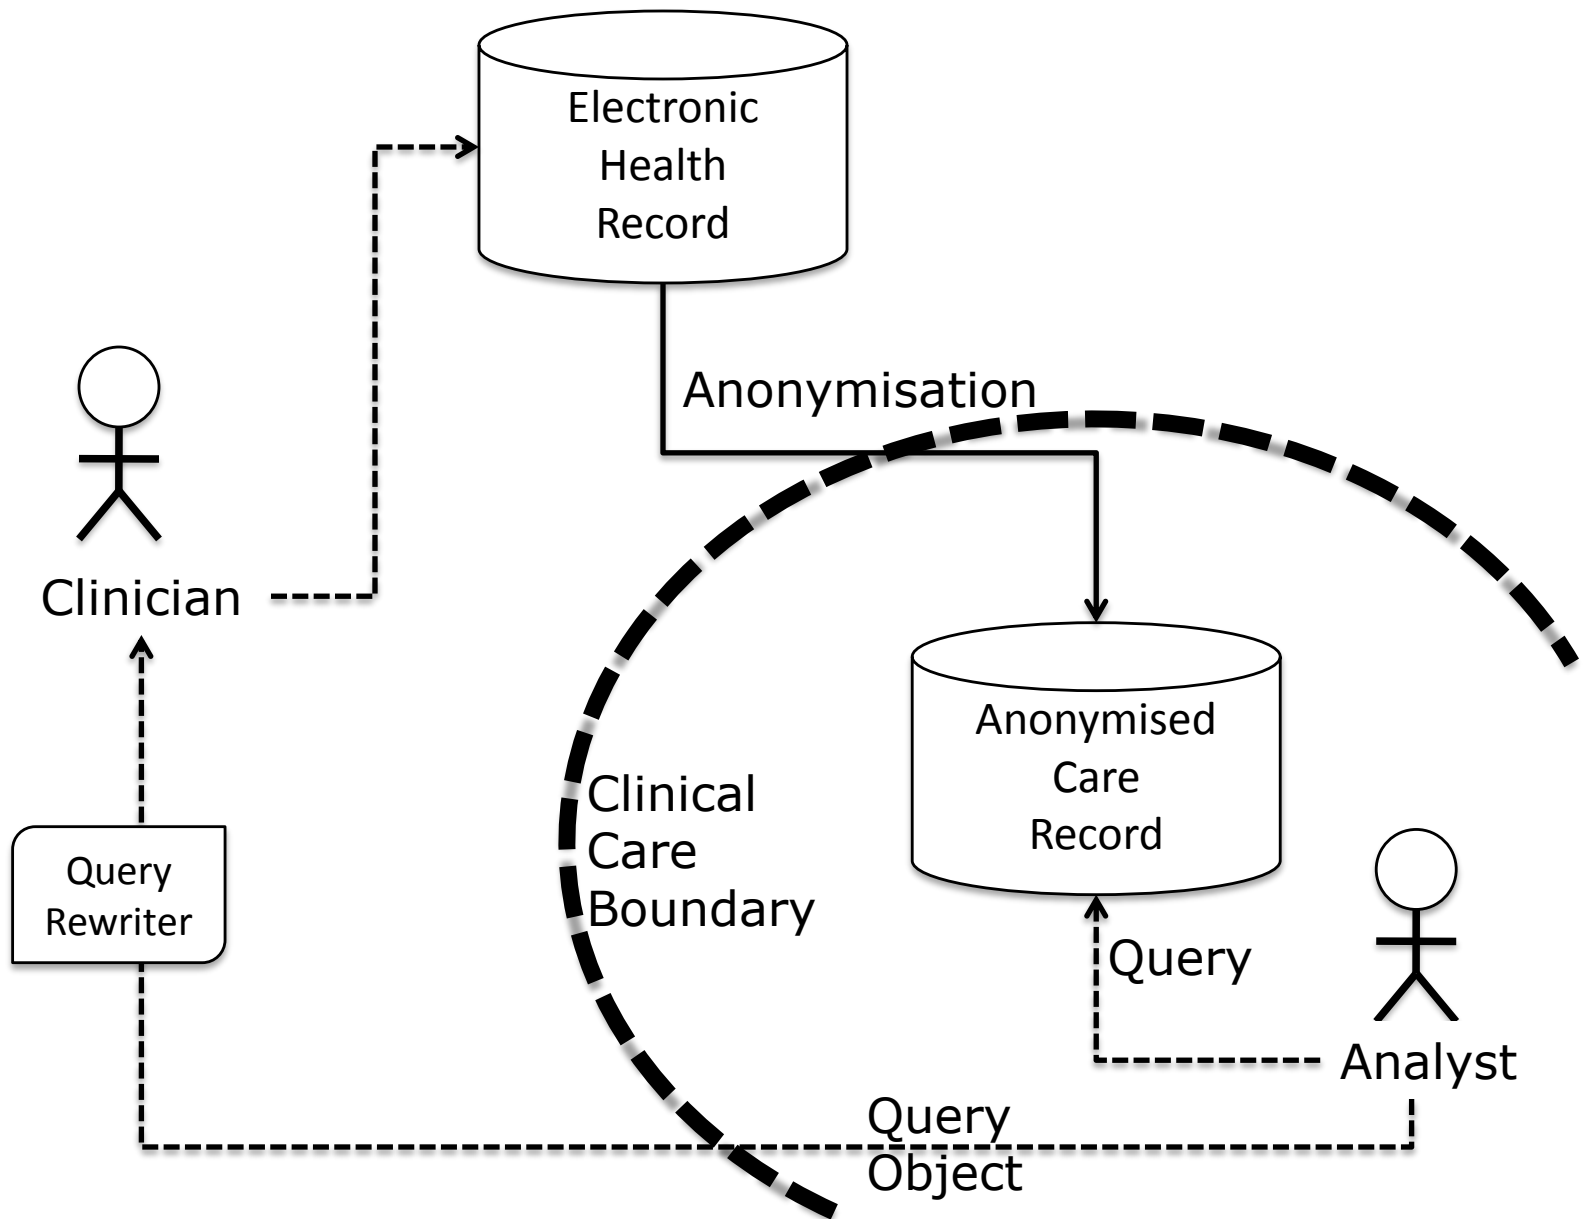 Electronic
Health
Record
Anonymisation
Clinician
Anonymised
Care
Record
Clinical
Care
Boundary
Query
Rewriter
Query
Analyst
Query
Object